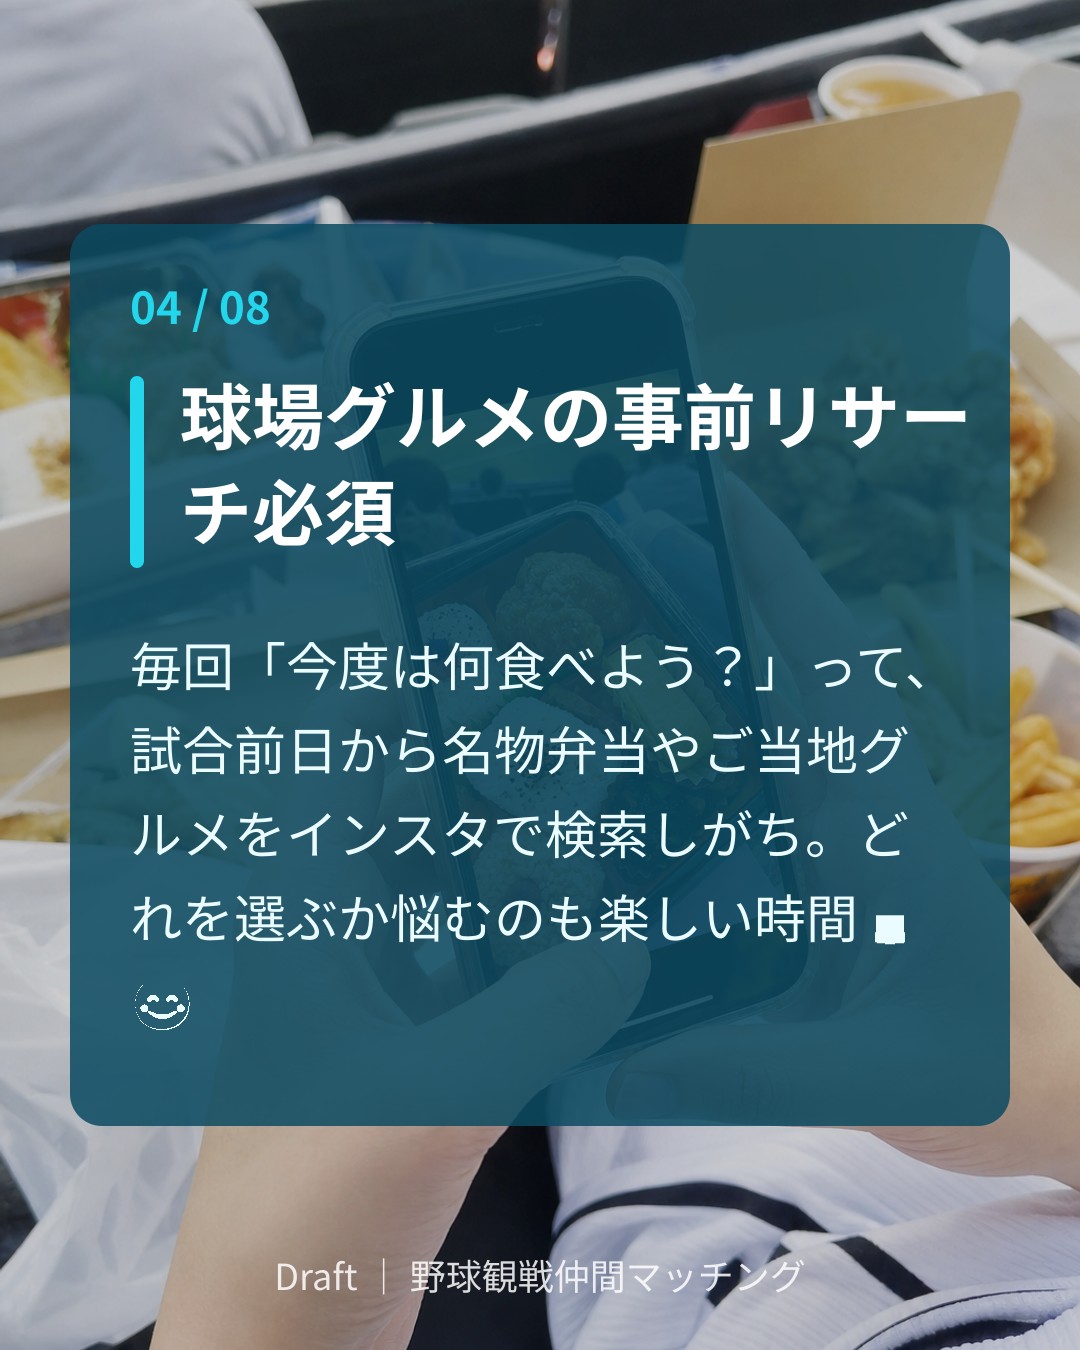 04 / 08
球場グルメの事前リサー
チ必須
毎回「今度は何食べよう？」って、
試合前日から名物弁当やご当地グ
ルメをインスタで検索しがち。ど
れを選ぶか悩むのも楽しい時間
😊
Draft ｜ 野球観戦仲間マッチング